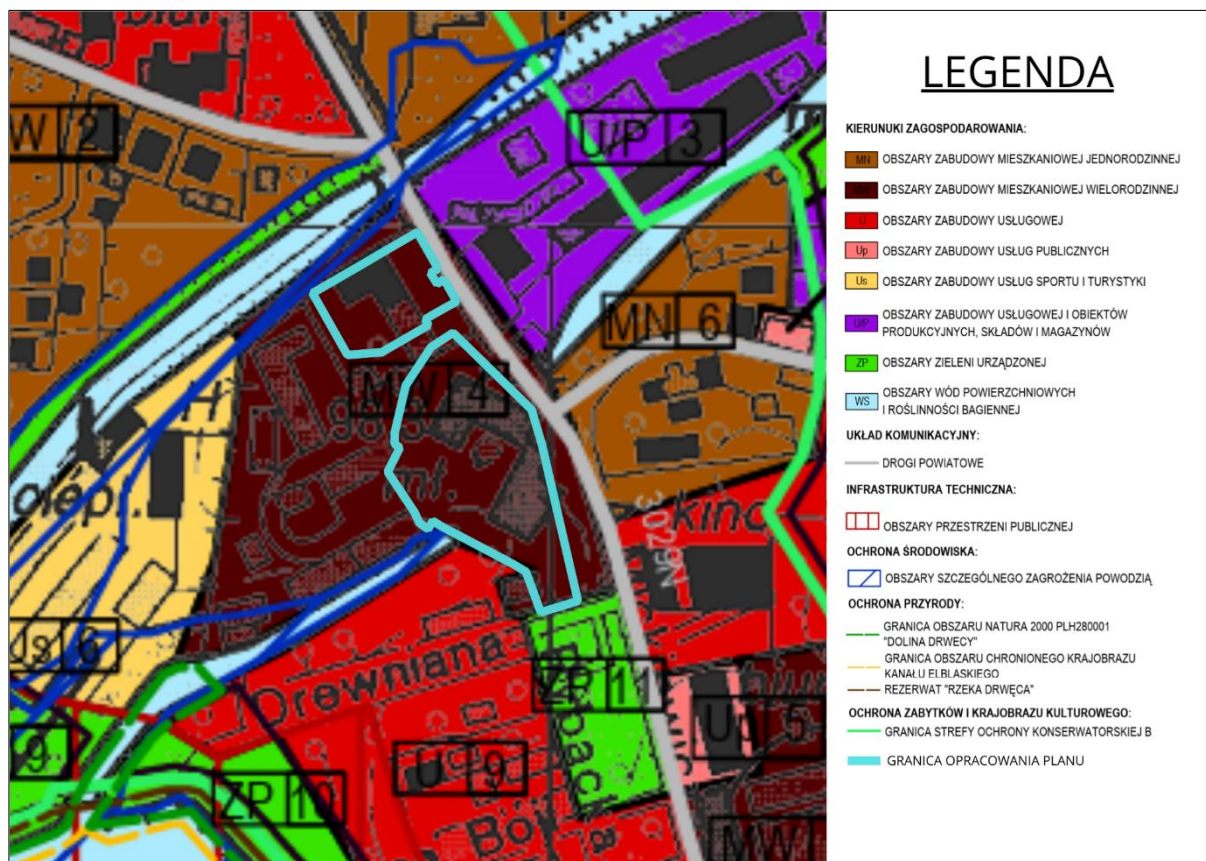 W 2
U/P 3
MN 6
MW 4
Us 6
kino
3029N
Drewniana
ZP 11
U 9
ZP 10
9
LEGENDA
KIERUNKI ZAGOSPODAROWANIA:
MN OBSZARY ZABUDOWY MIESZKANIOWEJ JEDNORODZINNEJ
MW OBSZARY ZABUDOWY MIESZKANIOWEJ WIELORODZINNEJ
U OBSZARY ZABUDOWY USŁUGOWEJ
Up OBSZARY ZABUDOWY USŁUG PUBLICZNYCH
Us OBSZARY ZABUDOWY USŁUG SPORTU I TURYSTYKI
U/P OBSZARY ZABUDOWY USŁUGOWEJ I OBIEKTÓW
PRODUKCYJNYCH, SKŁADÓW I MAGAZYNÓW
ZP OBSZARY ZIELENI URZĄDZONEJ
WS OBSZARY WÓD POWIERZCHNIOWYCH
I ROŚLINNOŚCI BAGIENNEJ
UKŁAD KOMUNIKACYJNY:
DROGI POWIATOWE
INFRASTRUKTURA TECHNICZNA:
OBSZARY PRZESTRZENI PUBLICZNEJ
OCHRONA ŚRODOWISKA:
OBSZARY SZCZEGÓLNEGO ZAGROŻENIA POWODZIĄ
OCHRONA PRZYRODY:
GRANICA OBSZARU NATURA 2000 PLH280001
"DOLINA DRWECY"
GRANICA OBSZARU CHRONIONEGO KRAJOBRAZU
KANAŁU ELBLASKIEGO
REZERWAT "RZEKA DRWĘCA"
OCHRONA ZABYTKÓW I KRAJOBRAZU KULTUROWEGO:
GRANICA STREFY OCHRONY KONSERWATORSKIEJ B
GRANICA OPRACOWANIA PLANU